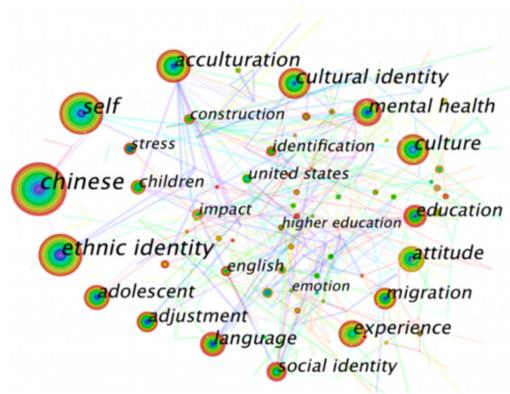 acculturation
cultural identity
self
mental health
construction
stress
identification
culture
chinese
children
united states
impact
higher education
education
ethnic identity
english
attitude
emotion
adolescent
migration
adjustment
language
experience
social identity